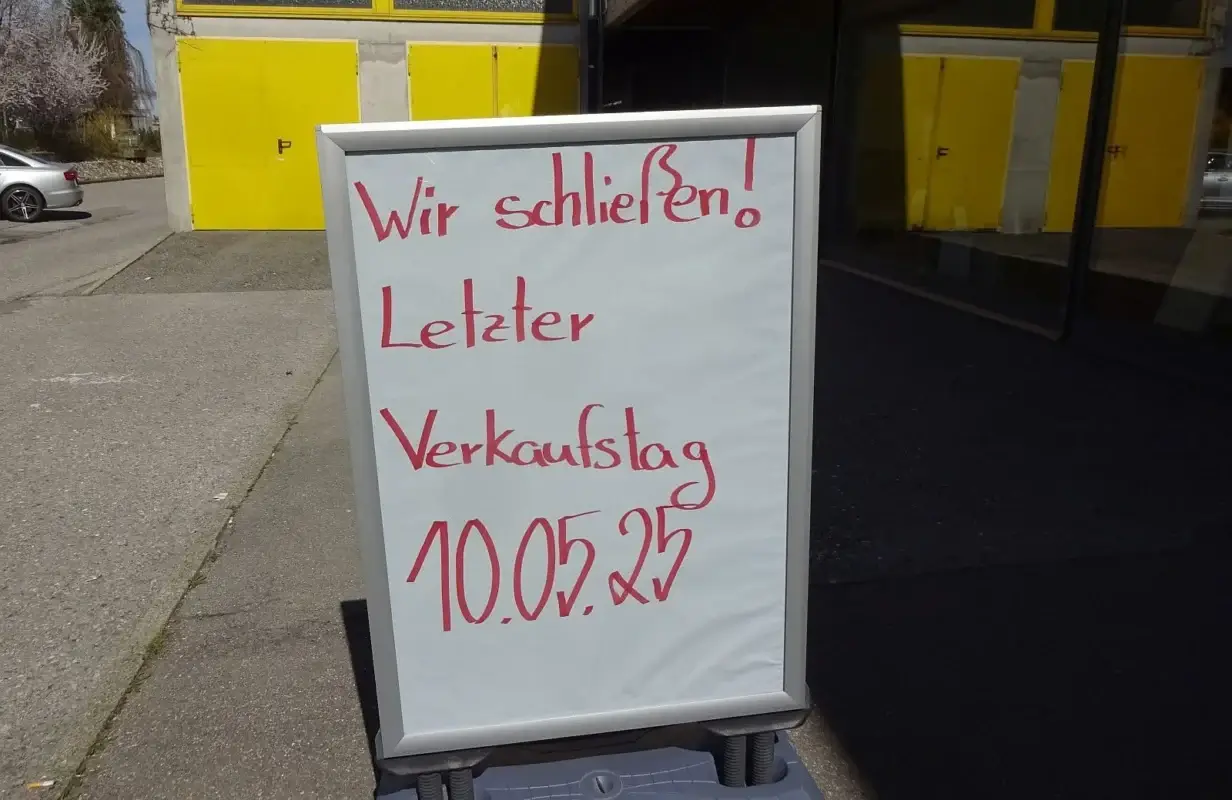 Wir schließen!
Letzter
Verkaufstag
10.05.25